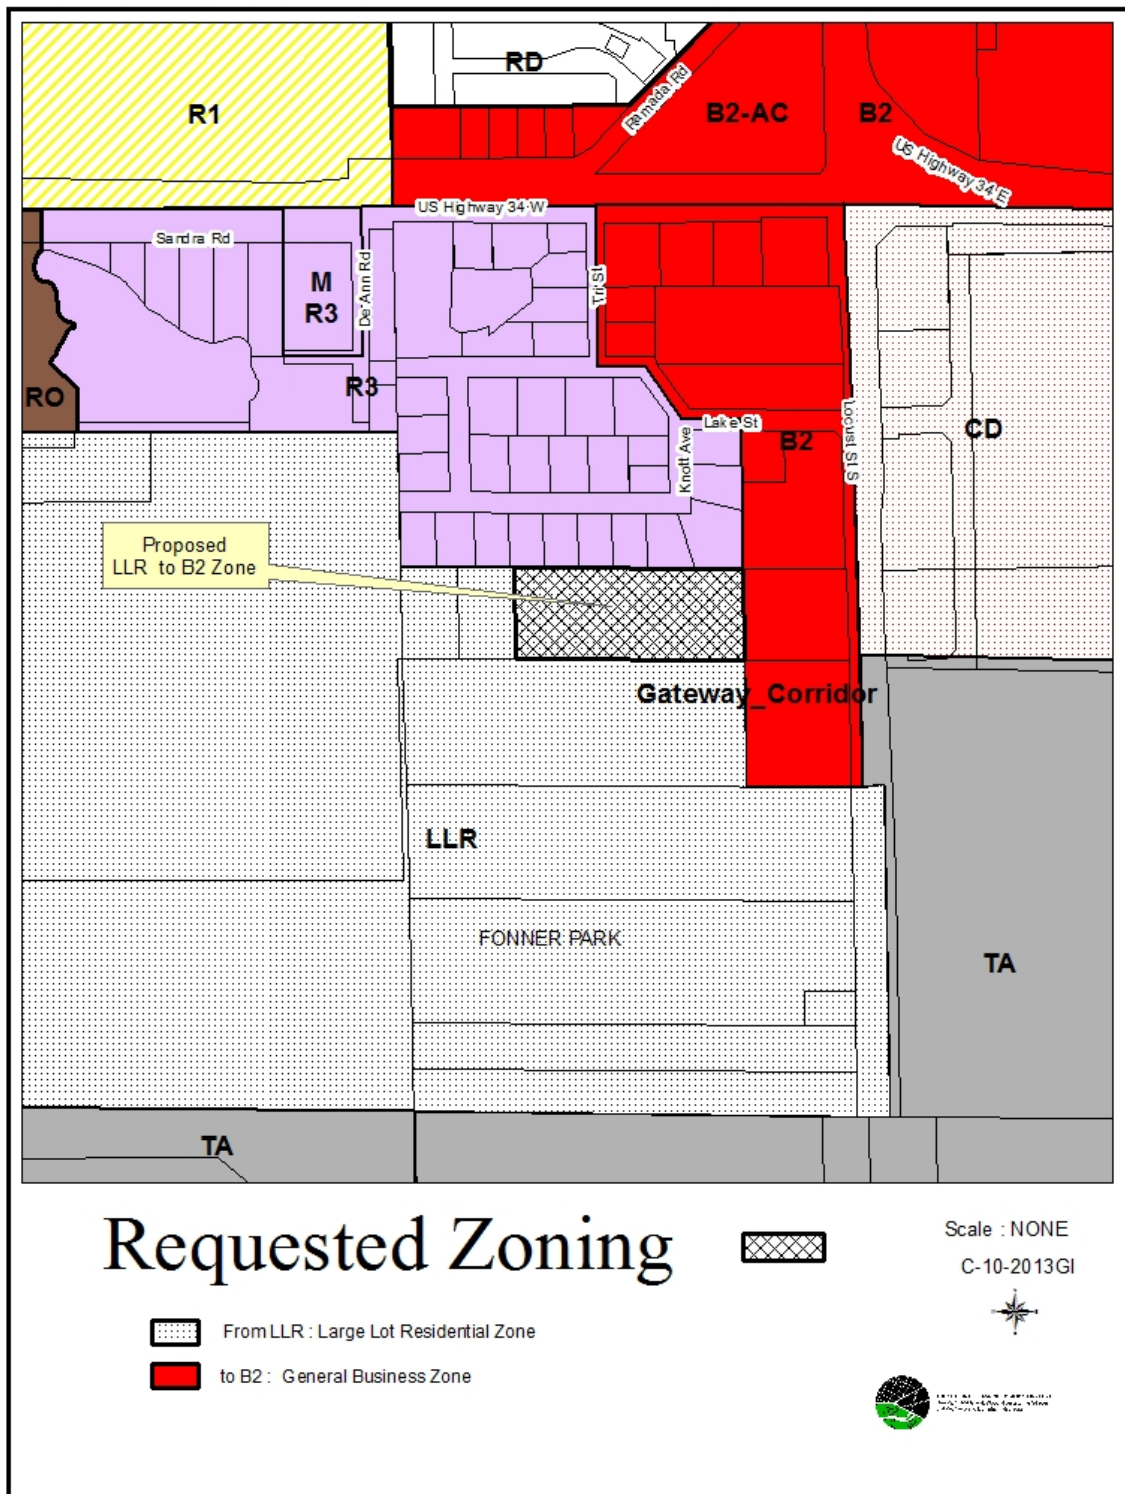 RD
R1
Ramada Rd
B2-AC
B2
US Highway 34 E
US Highway 34 W
Sandra Rd
M
R3
De Ann Rd
Tri St
RO
R3
Lake St
Knott Ave
B2
Locust St S
CD
Proposed
LLR to B2 Zone
Gateway_Corridor
LLR
FONNER PARK
TA
TA
Requested Zoning
Scale : NONE
C-10-2013GI
From LLR : Large Lot Residential Zone
to B2 : General Business Zone